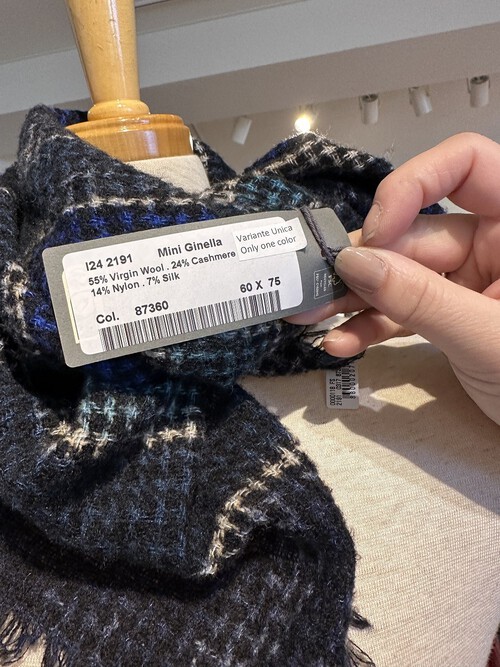 I24 2191 Mini Ginella
Variante Unica
Only one color
55% Virgin Wool . 24% Cashmere
14% Nylon . 7% Silk
Col. 87360 60 X 75